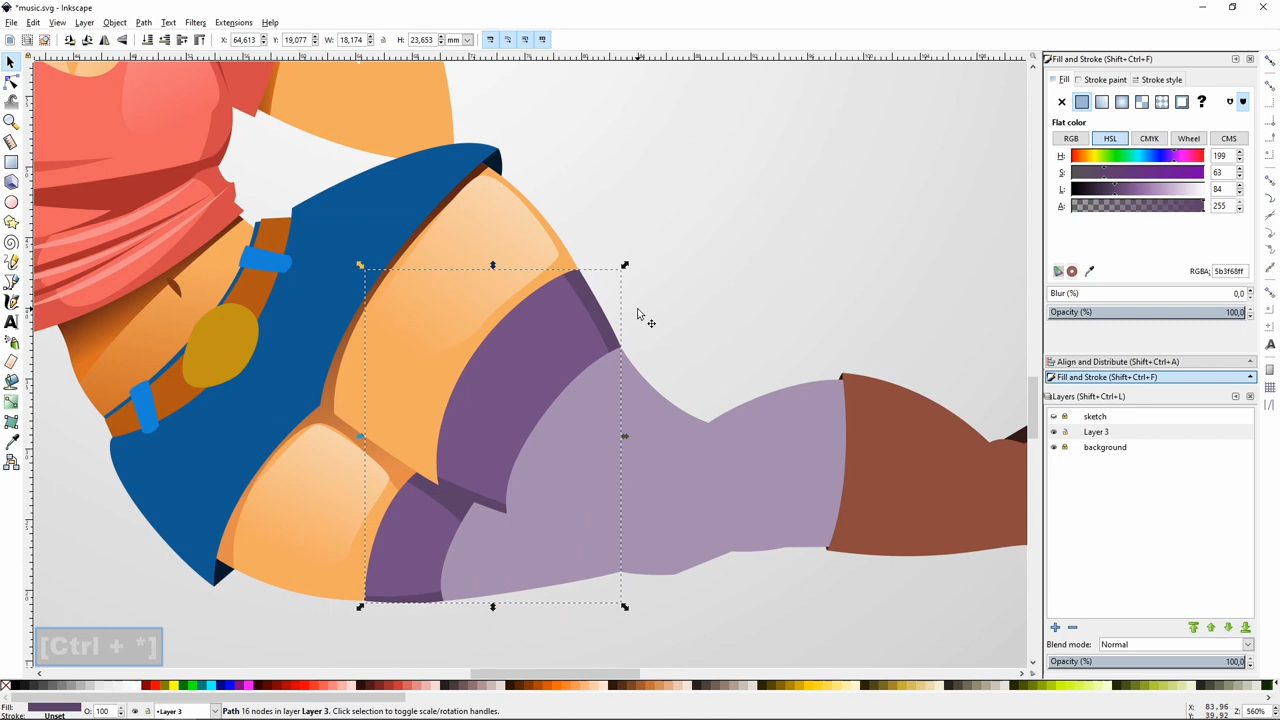 *music.svg - Inkscape
File Edit View Layer Object Path Text Filters Extensions Help
X: 64,613 Y: 19,077 W: 18,174 H: 23,653 mm
Fill and Stroke (Shift+Ctrl+F)
Fill Stroke paint Stroke style
?
Flat color
RGB HSL CMYK Wheel CMS
H: 199
S: 63
L: 84
A: 255
RGBA: 5b3f68ff
Blur (%) 0,0
Opacity (%) 100,0
Align and Distribute (Shift+Ctrl+A)
Fill and Stroke (Shift+Ctrl+F)
Layers (Shift+Ctrl+L)
sketch
Layer 3
background
[Ctrl + *]
Blend mode: Normal
Opacity (%) 100,0
Fill: O: 100 •Layer 3 Path 16 nodes in layer Layer 3. Click selection to toggle scale/rotation handles. X: 83,96 Z: 560%
Stroke: Unset Y: 39,92